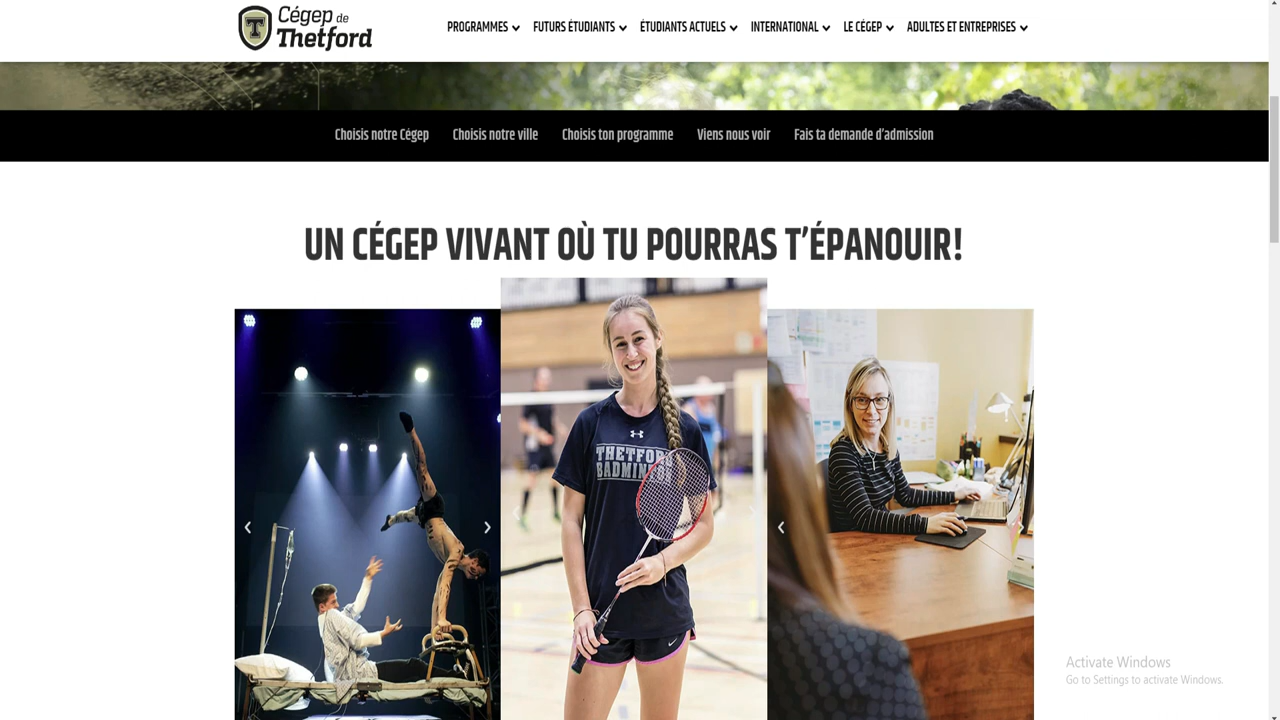 Cégep de
Thetford
PROGRAMMES FUTURS ÉTUDIANTS ÉTUDIANTS ACTUELS INTERNATIONAL LE CÉGEP ADULTES ET ENTREPRISES
Choisis notre Cégep Choisis notre ville Choisis ton programme Viens nous voir Fais ta demande d'admission
UN CÉGEP VIVANT OÙ TU POURRAS T'ÉPANOUIR!
THETFORD
Activate Windows
Go to Settings to activate Windows.